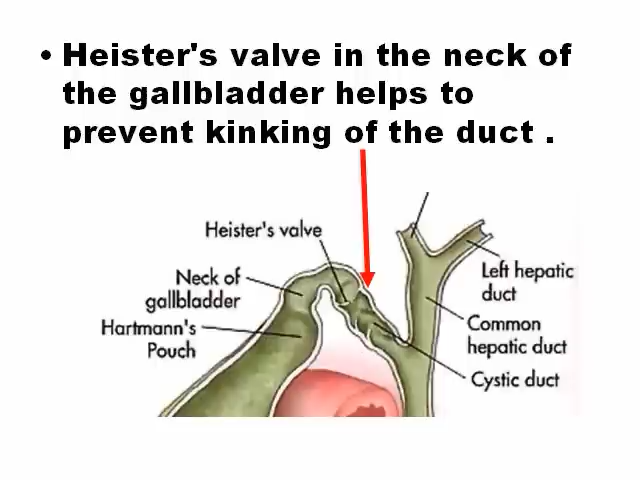 • Heister's valve in the neck of
the gallbladder helps to
prevent kinking of the duct .
Heister's valve
Neck of
gallbladder
Hartmann's
Pouch
Left hepatic
duct
Common
hepatic duct
Cystic duct